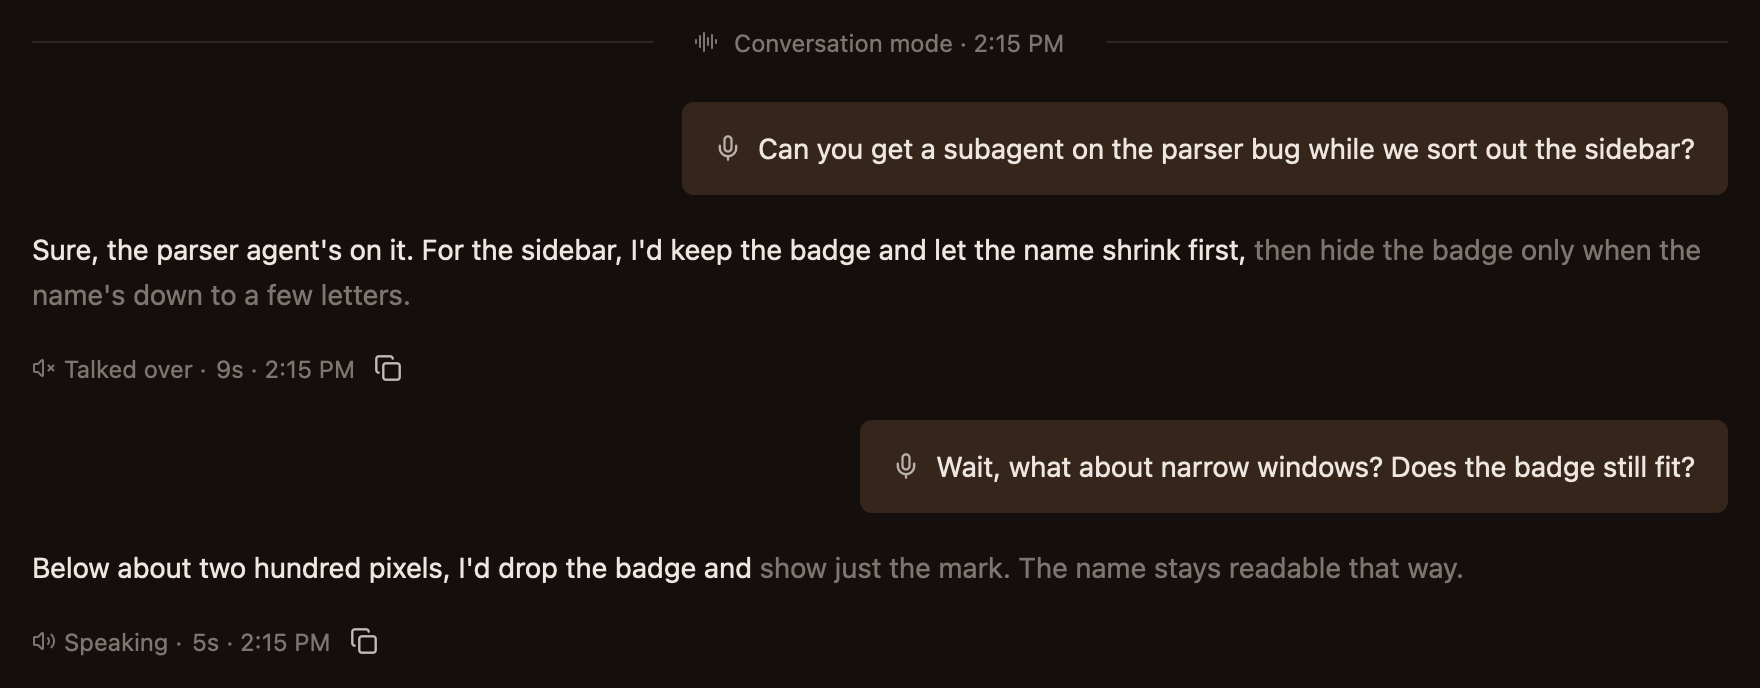 Conversation mode · 2:15 PM
Can you get a subagent on the parser bug while we sort out the sidebar?
Sure, the parser agent's on it. For the sidebar, I'd keep the badge and let the name shrink first, then hide the badge only when the
name's down to a few letters.
Talked over · 9s · 2:15 PM
Wait, what about narrow windows? Does the badge still fit?
Below about two hundred pixels, I'd drop the badge and show just the mark. The name stays readable that way.
Speaking · 5s · 2:15 PM